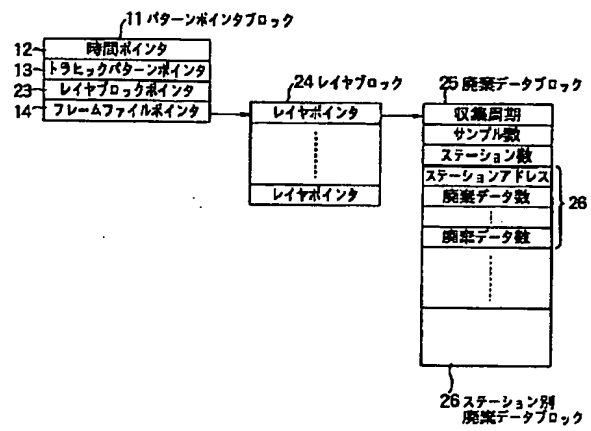 11 パターンポインタブロック
12 時間ポインタ
13 トラヒックパターンポインタ
23 レイヤブロックポインタ
14 フレームファイルポインタ
24 レイヤブロック
レイヤポインタ
レイヤポインタ
25 廃棄データブロック
収集周期
サンプル数
ステーション数
ステーションアドレス
廃棄データ数
廃棄データ数
26
26 ステーション別
廃棄データブロック